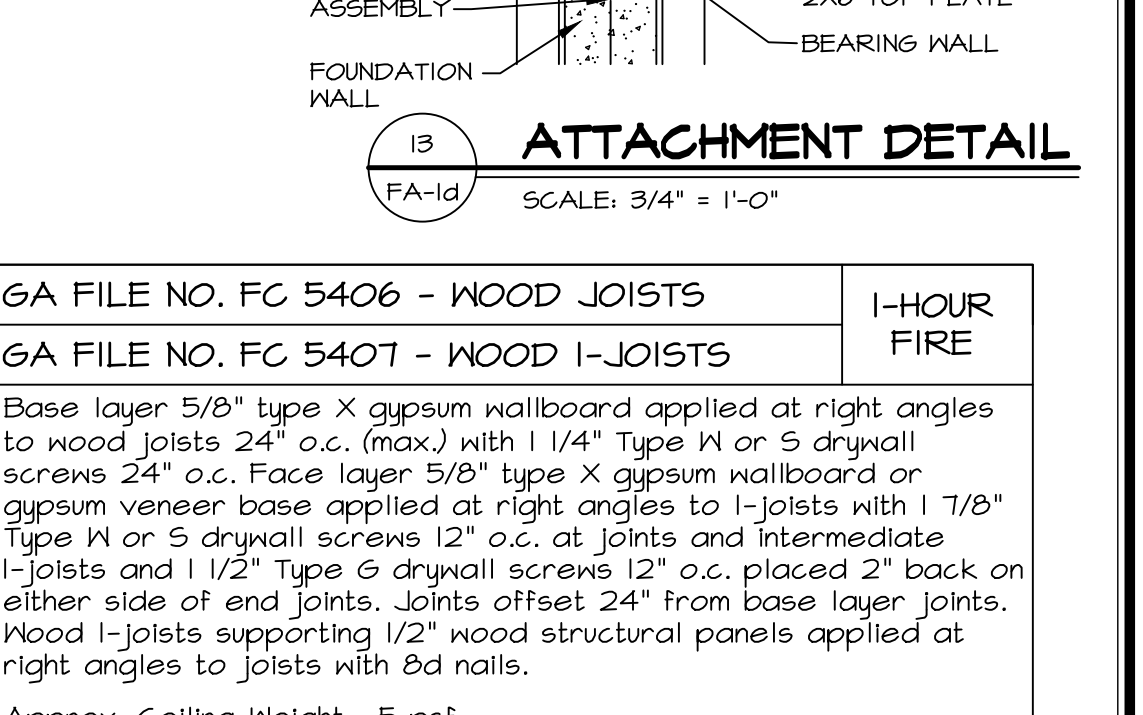 ASSEMBLY
2X6 TOP PLATE
BEARING WALL
FOUNDATION
WALL
13
FA-1d
ATTACHMENT DETAIL
SCALE: 3/4" = 1'-0"
GA FILE NO. FC 5406 - WOOD JOISTS
GA FILE NO. FC 5407 - WOOD I-JOISTS
1-HOUR
FIRE
Base layer 5/8" type X gypsum wallboard applied at right angles
to wood joists 24" o.c. (max.) with 1 1/4" Type W or S drywall
screws 24" o.c. Face layer 5/8" type X gypsum wallboard or
gypsum veneer base applied at right angles to I-joists with 1 7/8"
Type W or S drywall screws 12" o.c. at joints and intermediate
I-joists and 1 1/2" Type G drywall screws 12" o.c. placed 2" back on
either side of end joints. Joints offset 24" from base layer joints.
Wood I-joists supporting 1/2" wood structural panels applied at
right angles to joists with 8d nails.
Approx. Ceiling Weight - 5 psf